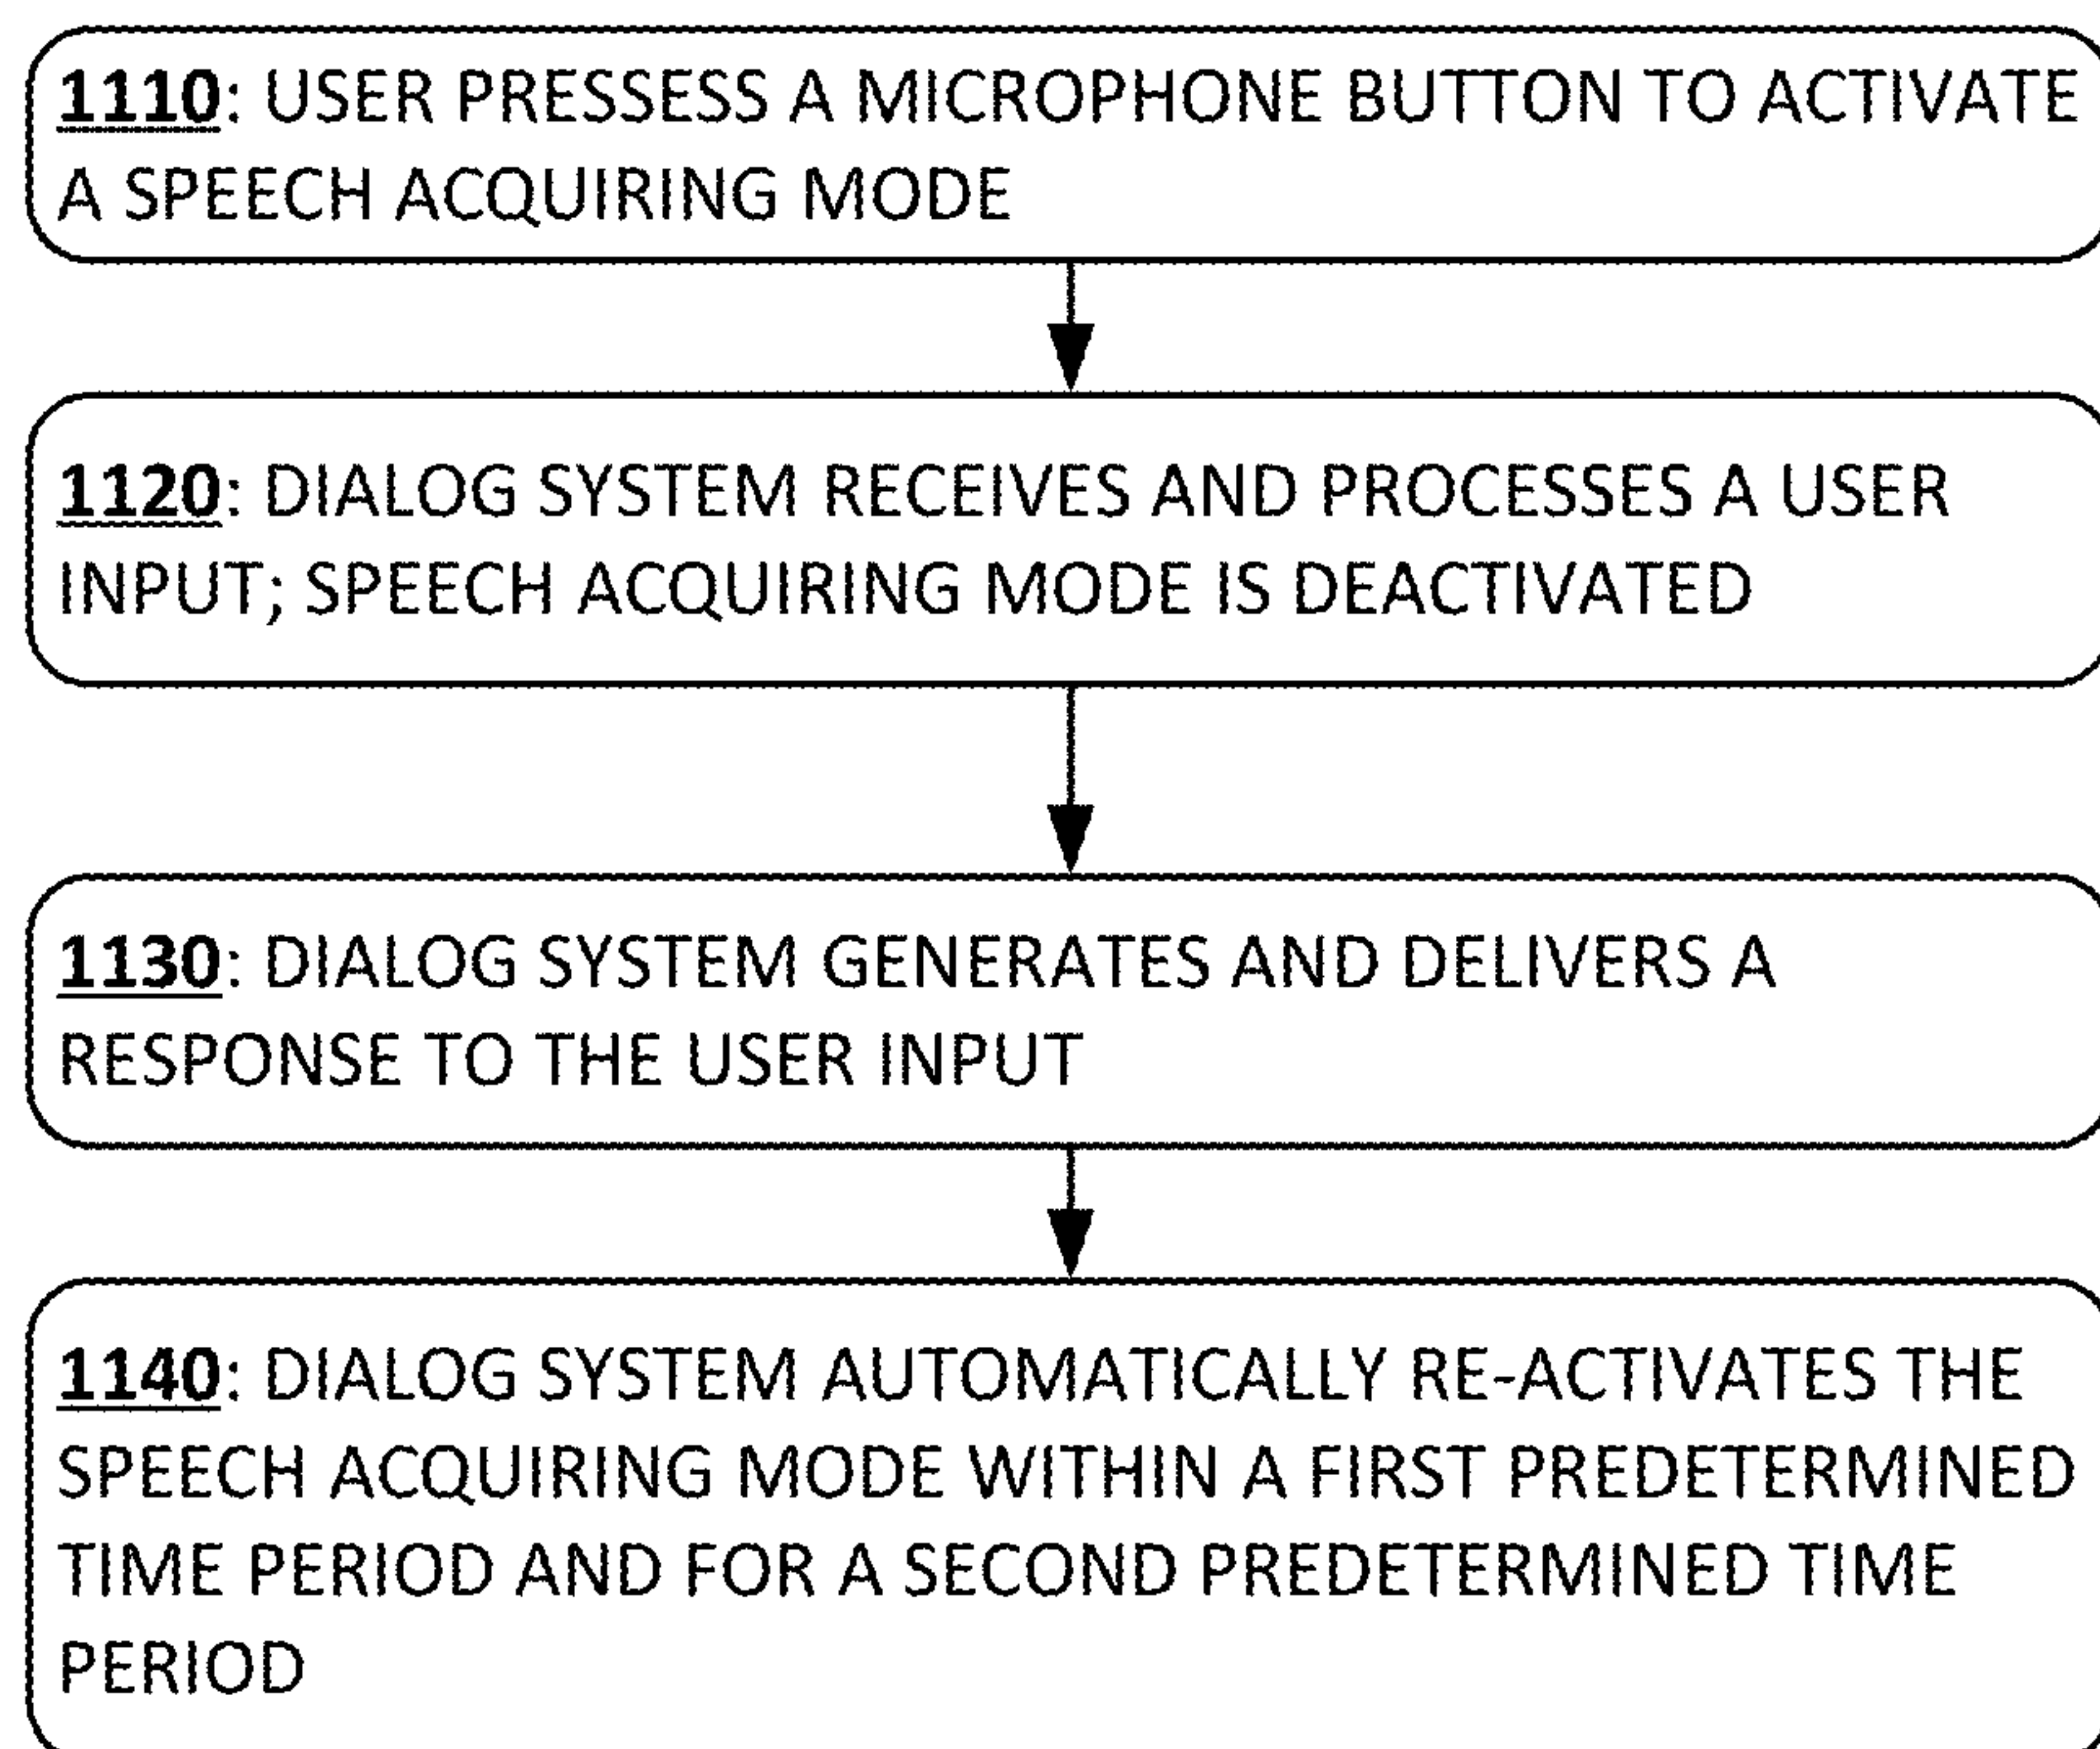 1110: USER PRESSESS A MICROPHONE BUTTON TO ACTIVATE
A SPEECH ACQUIRING MODE
1120: DIALOG SYSTEM RECEIVES AND PROCESSES A USER
INPUT; SPEECH ACQUIRING MODE IS DEACTIVATED
1130: DIALOG SYSTEM GENERATES AND DELIVERS A
RESPONSE TO THE USER INPUT
1140: DIALOG SYSTEM AUTOMATICALLY RE-ACTIVATES THE
SPEECH ACQUIRING MODE WITHIN A FIRST PREDETERMINED
TIME PERIOD AND FOR A SECOND PREDETERMINED TIME
PERIOD